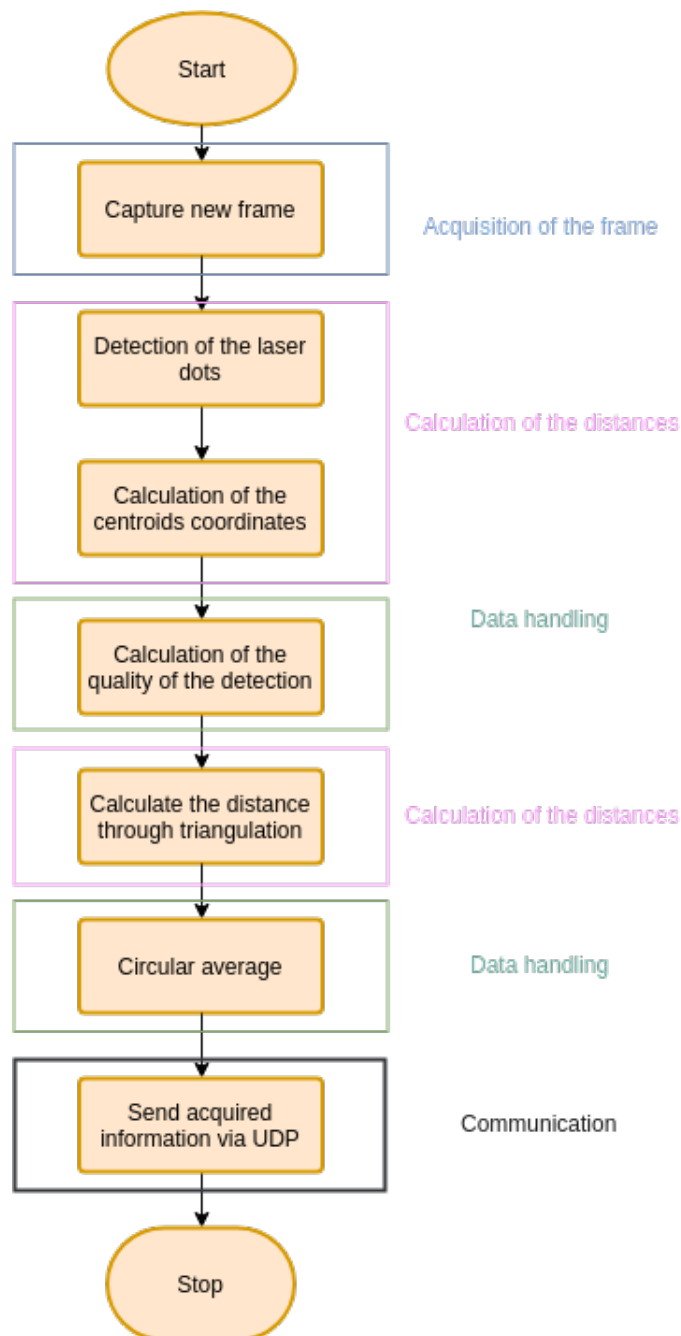 Start
Capture new frame
Acquisition of the frame
Detection of the laser
dots
Calculation of the distances
Calculation of the
centroids coordinates
Data handling
Calculation of the
quality of the detection
Calculate the distance
through triangulation
Calculation of the distances
Circular average
Data handling
Send acquired
information via UDP
Communication
Stop